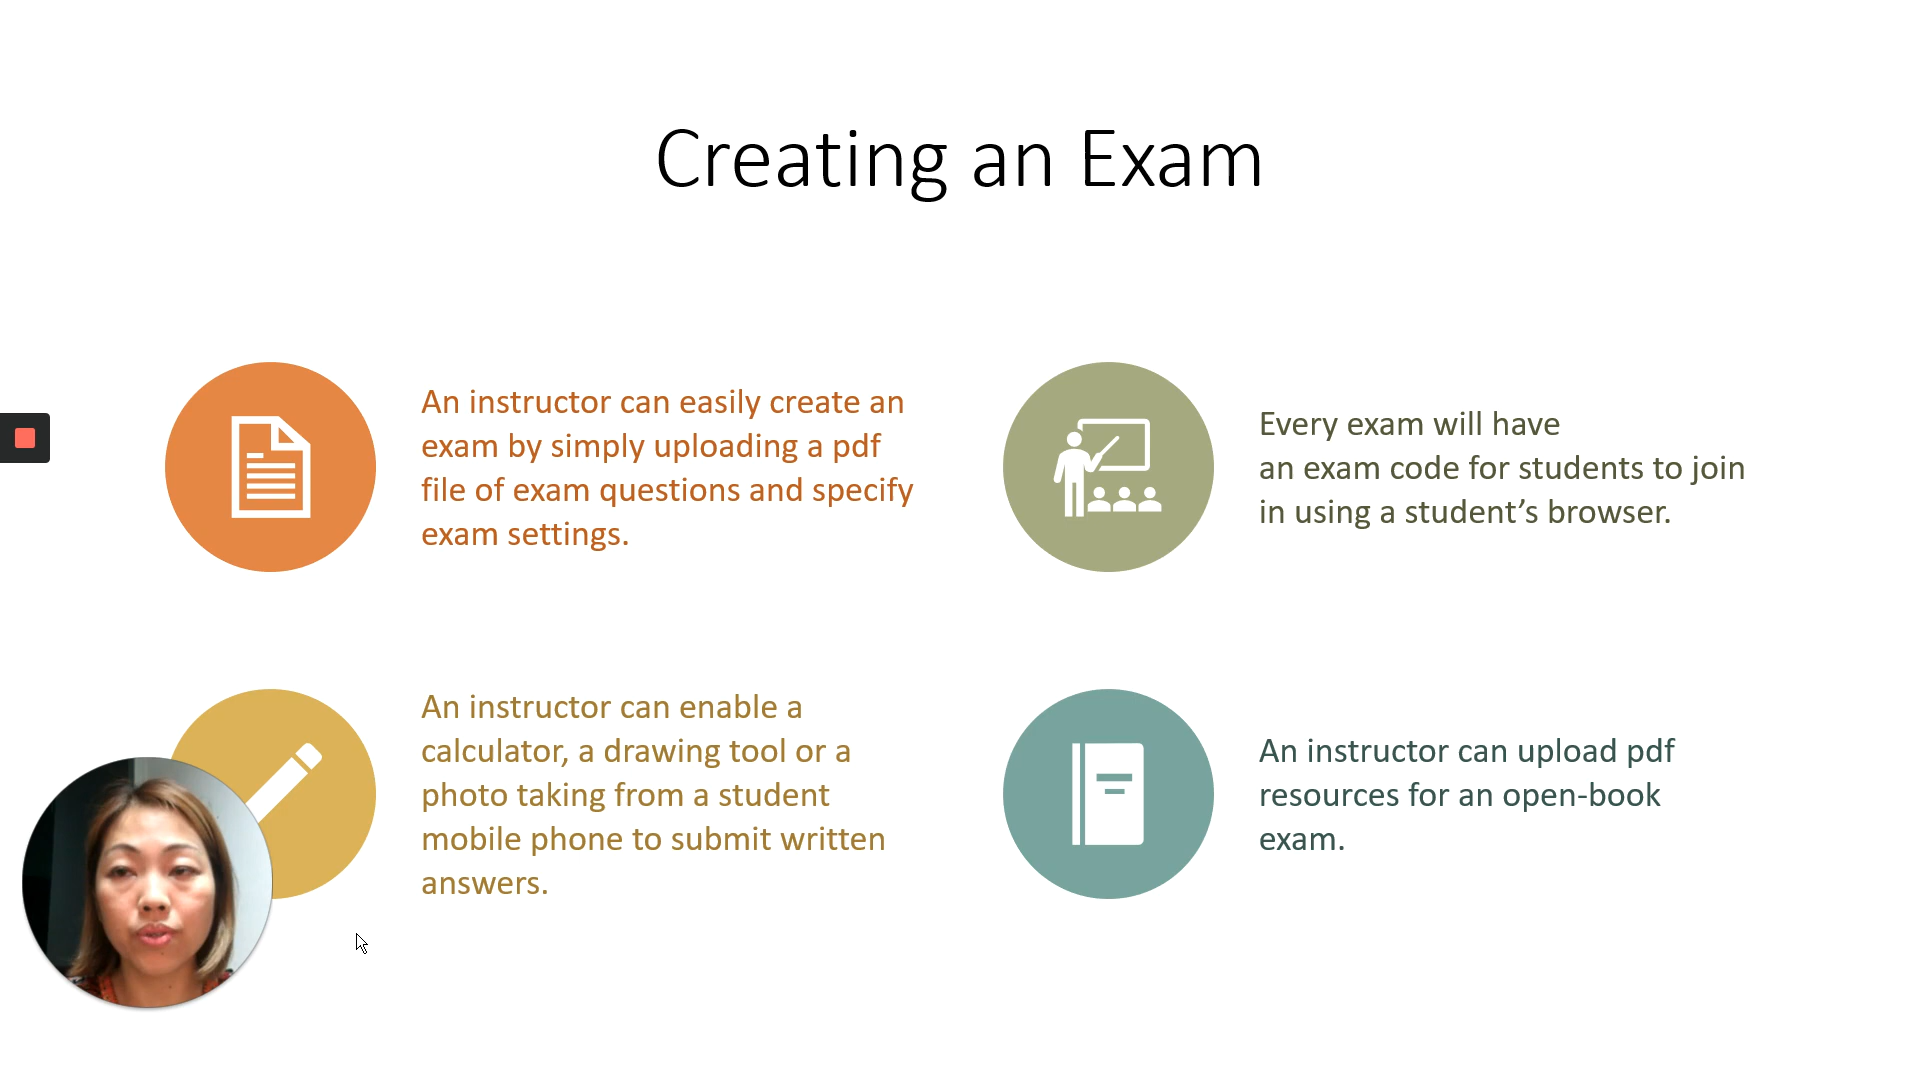 Creating an Exam
An instructor can easily create an
exam by simply uploading a pdf
file of exam questions and specify
exam settings.
Every exam will have
an exam code for students to join
in using a student’s browser.
An instructor can enable a
calculator, a drawing tool or a
photo taking from a student
mobile phone to submit written
answers.
An instructor can upload pdf
resources for an open-book
exam.